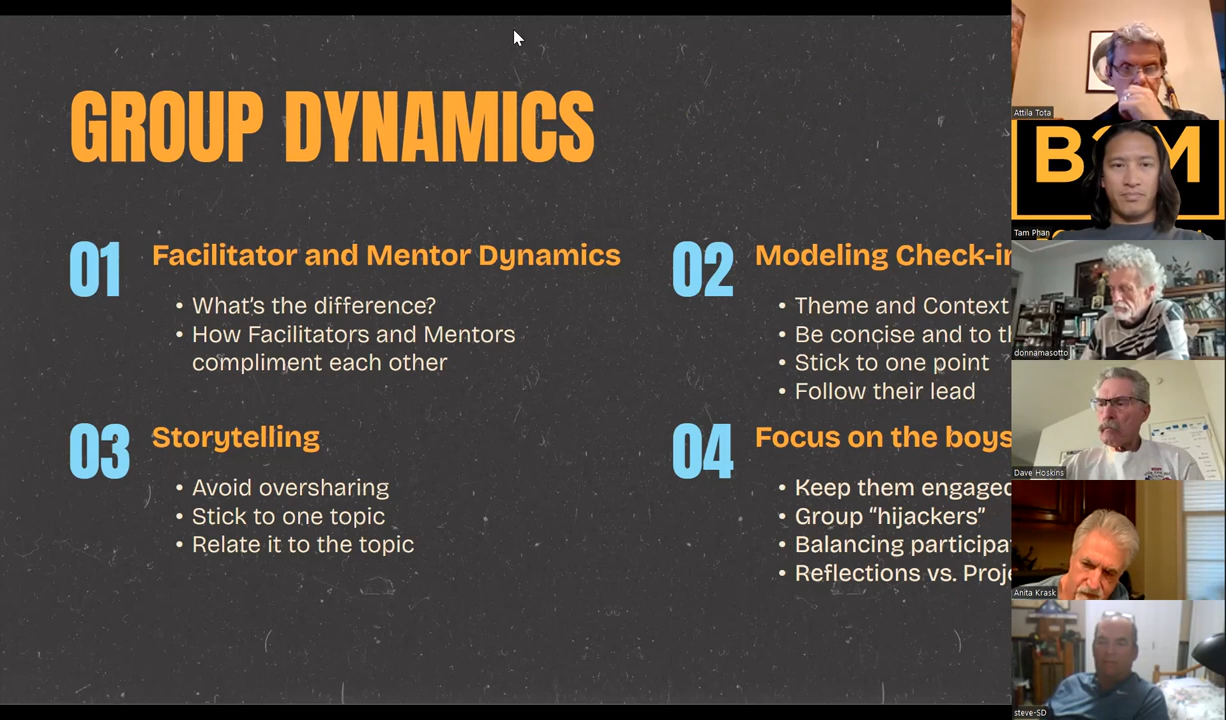 GROUP DYNAMICS
01
Facilitator and Mentor Dynamics
• What's the difference?
• How Facilitators and Mentors
compliment each other
02
Modeling Check-in
• Theme and Context
• Be concise and to th
• Stick to one point
• Follow their lead
03
Storytelling
• Avoid oversharing
• Stick to one topic
• Relate it to the topic
04
Focus on the boys
• Keep them engaged
• Group “hijackers”
• Balancing participa
• Reflections vs. Proje
Attila Tota
Tam Phan
donnamasotto
Dave Hoskins
Anita Krask
steve-SD